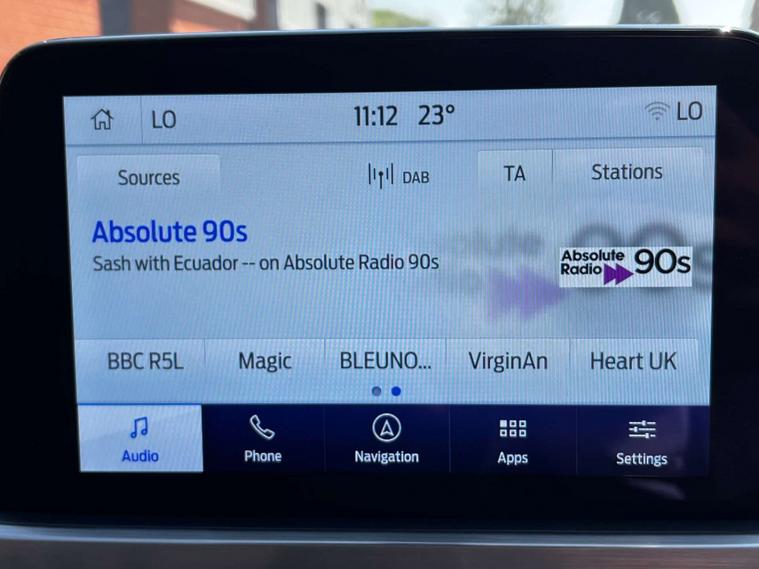 LO 11:12 23° LO
Sources DAB TA Stations
Absolute 90s
Sash with Ecuador -- on Absolute Radio 90s
Absolute
Radio 90s
BBC R5L Magic BLEUNO... VirginAn Heart UK
Audio Phone Navigation Apps Settings